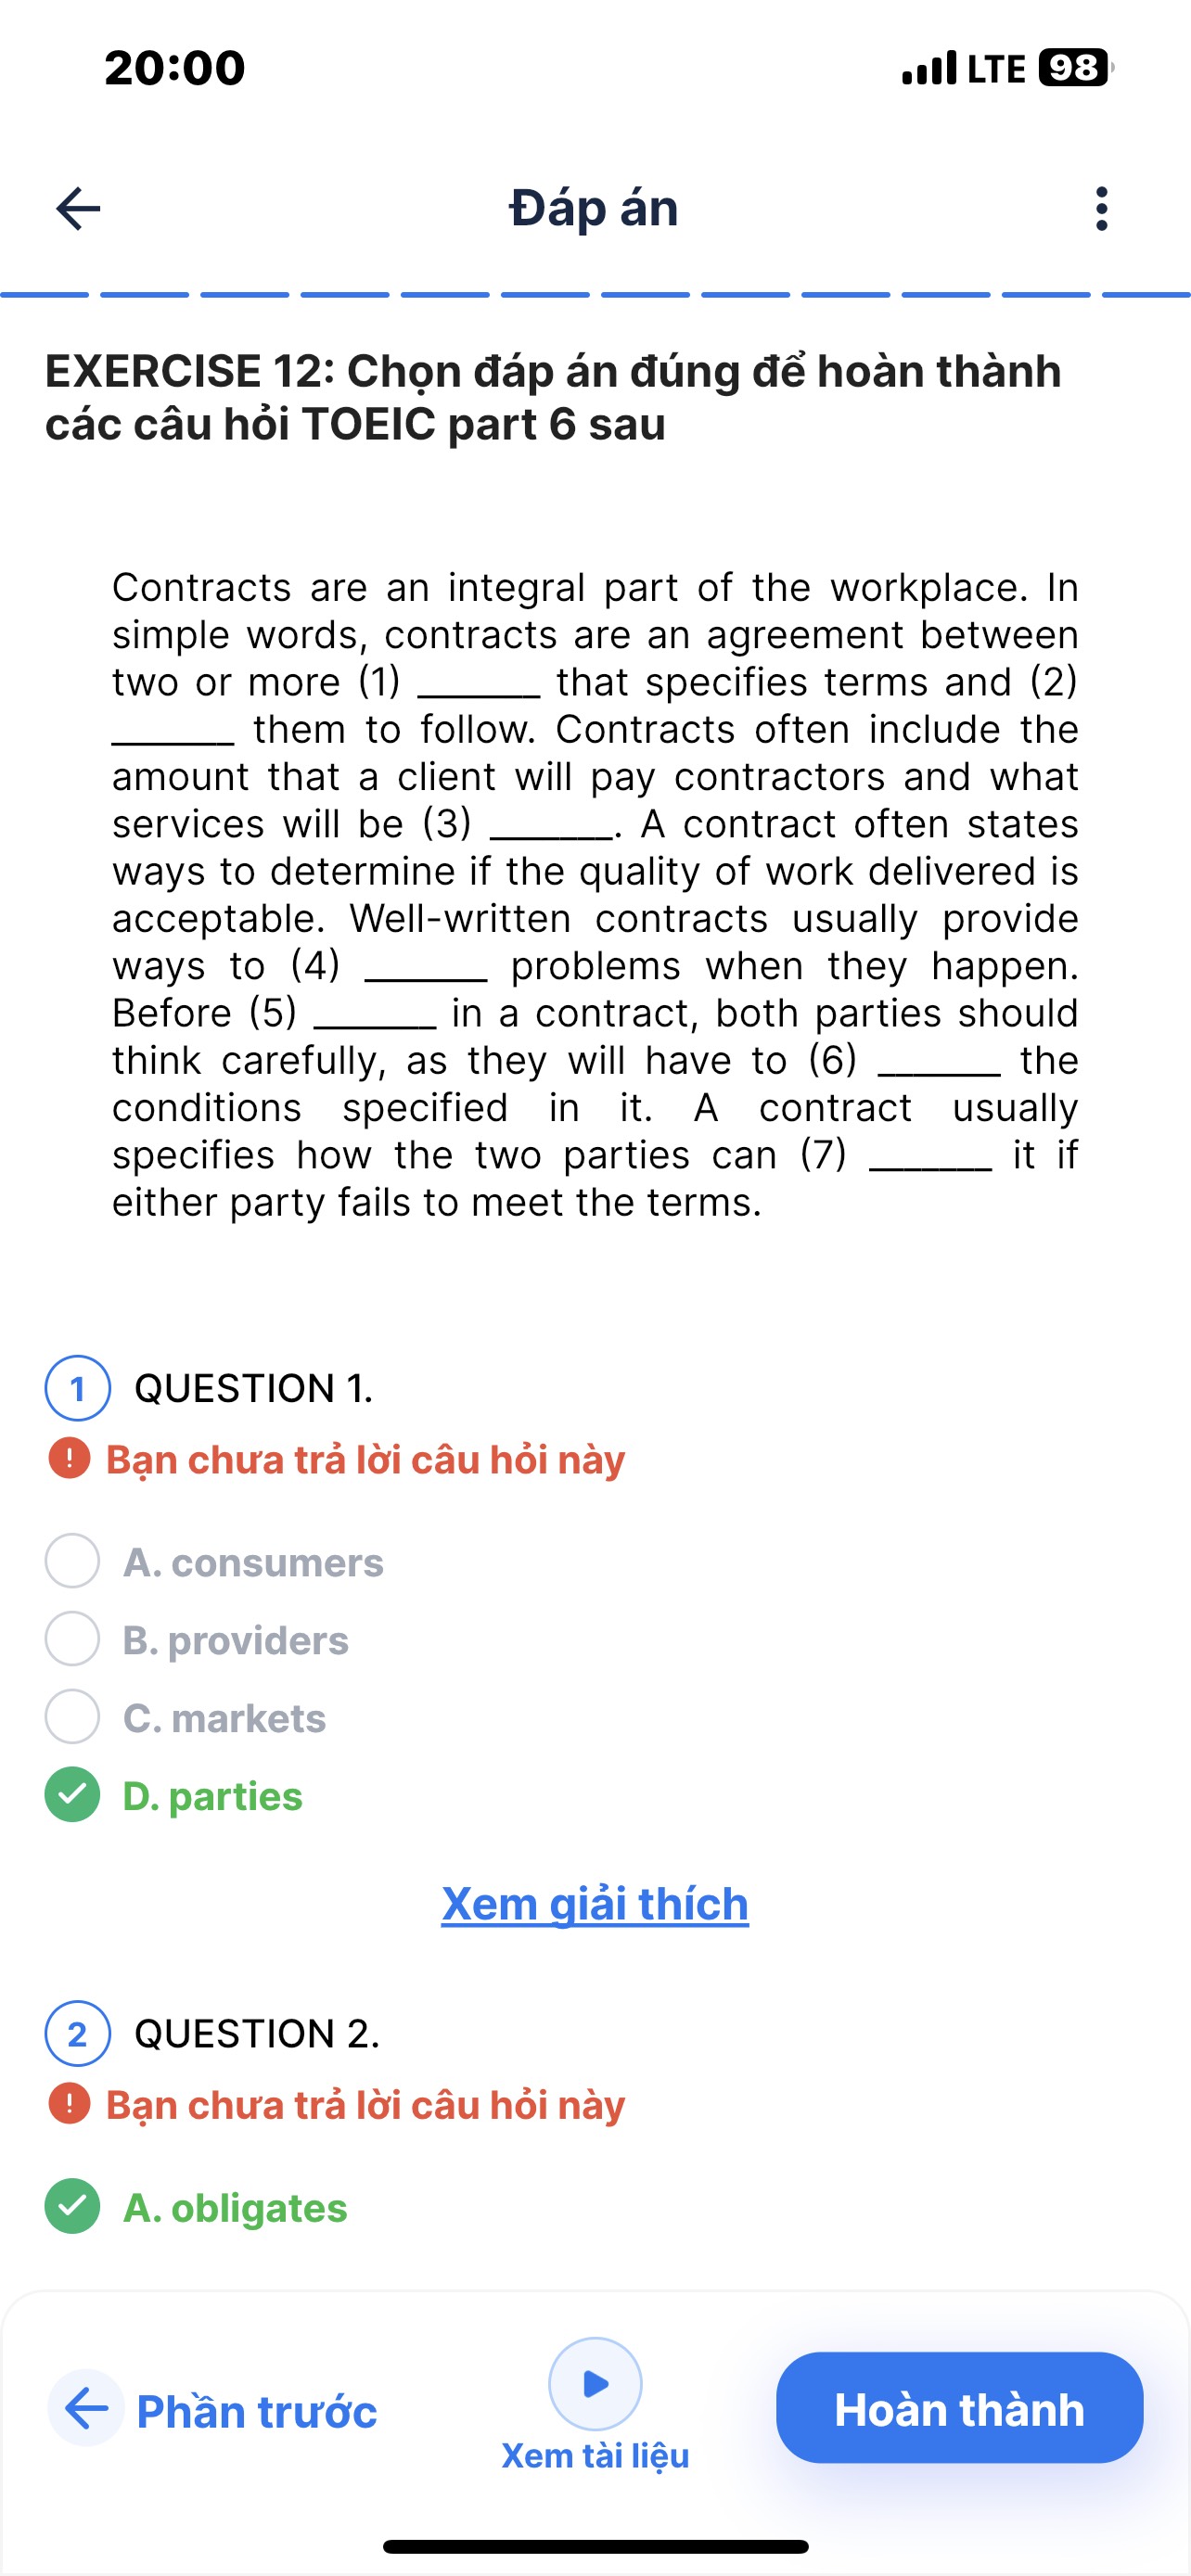 20:00
LTE 98
Đáp án
EXERCISE 12: Chọn đáp án đúng để hoàn thành
các câu hỏi TOEIC part 6 sau
Contracts are an integral part of the workplace. In
simple words, contracts are an agreement between
two or more (1) _______ that specifies terms and (2)
_______ them to follow. Contracts often include the
amount that a client will pay contractors and what
services will be (3) _______. A contract often states
ways to determine if the quality of work delivered is
acceptable. Well-written contracts usually provide
ways to (4) _______ problems when they happen.
Before (5) _______ in a contract, both parties should
think carefully, as they will have to (6) _______ the
conditions specified in it. A contract usually
specifies how the two parties can (7) _______ it if
either party fails to meet the terms.
1 QUESTION 1.
! Bạn chưa trả lời câu hỏi này
A. consumers
B. providers
C. markets
D. parties
Xem giải thích
2 QUESTION 2.
! Bạn chưa trả lời câu hỏi này
A. obligates
Phần trước
Xem tài liệu
Hoàn thành